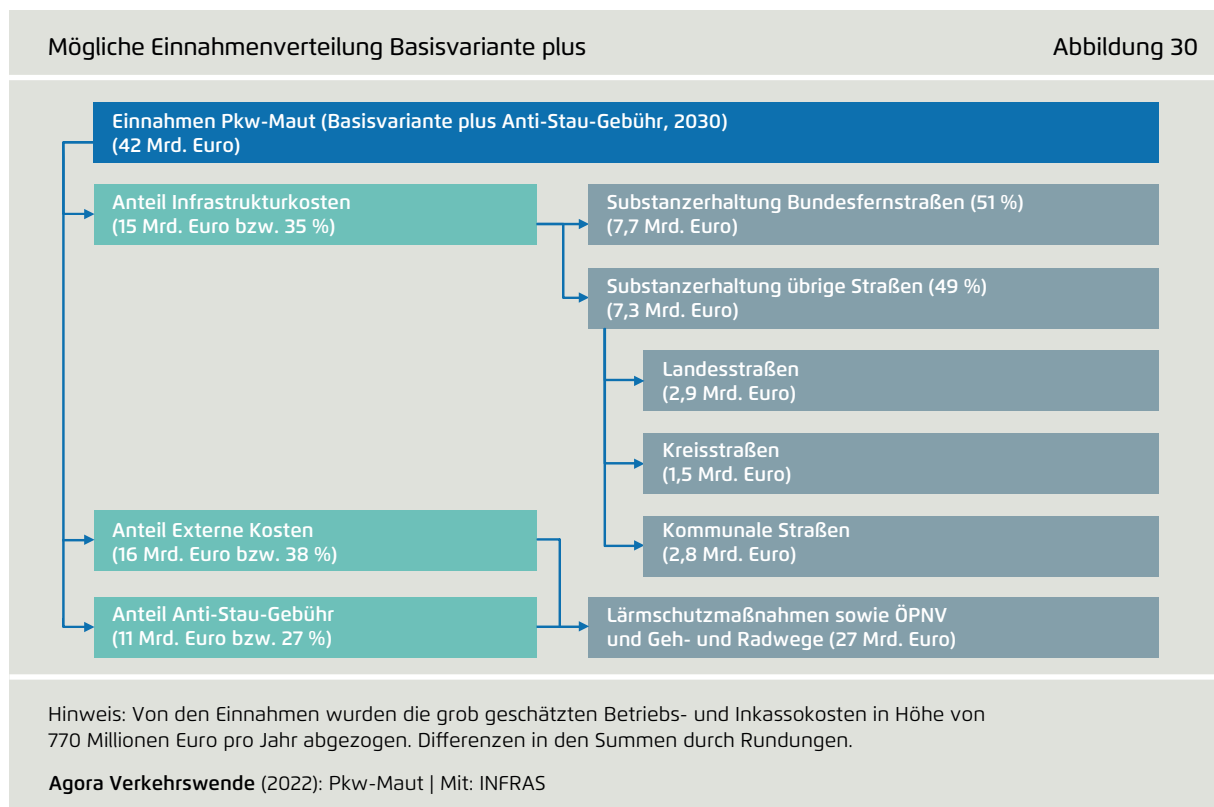 Mögliche Einnahmenverteilung Basisvariante plus
Abbildung 30
Einnahmen Pkw-Maut (Basisvariante plus Anti-Stau-Gebühr, 2030)
(42 Mrd. Euro)
Anteil Infrastrukturkosten
(15 Mrd. Euro bzw. 35 %)
Substanzerhaltung Bundesfernstraßen (51 %)
(7,7 Mrd. Euro)
Substanzerhaltung übrige Straßen (49 %)
(7,3 Mrd. Euro)
Landesstraßen
(2,9 Mrd. Euro)
Kreisstraßen
(1,5 Mrd. Euro)
Kommunale Straßen
(2,8 Mrd. Euro)
Anteil Externe Kosten
(16 Mrd. Euro bzw. 38 %)
Anteil Anti-Stau-Gebühr
(11 Mrd. Euro bzw. 27 %)
Lärmschutzmaßnahmen sowie ÖPNV
und Geh- und Radwege (27 Mrd. Euro)
Hinweis: Von den Einnahmen wurden die grob geschätzten Betriebs- und Inkassokosten in Höhe von
770 Millionen Euro pro Jahr abgezogen. Differenzen in den Summen durch Rundungen.
Agora Verkehrswende (2022): Pkw-Maut | Mit: INFRAS